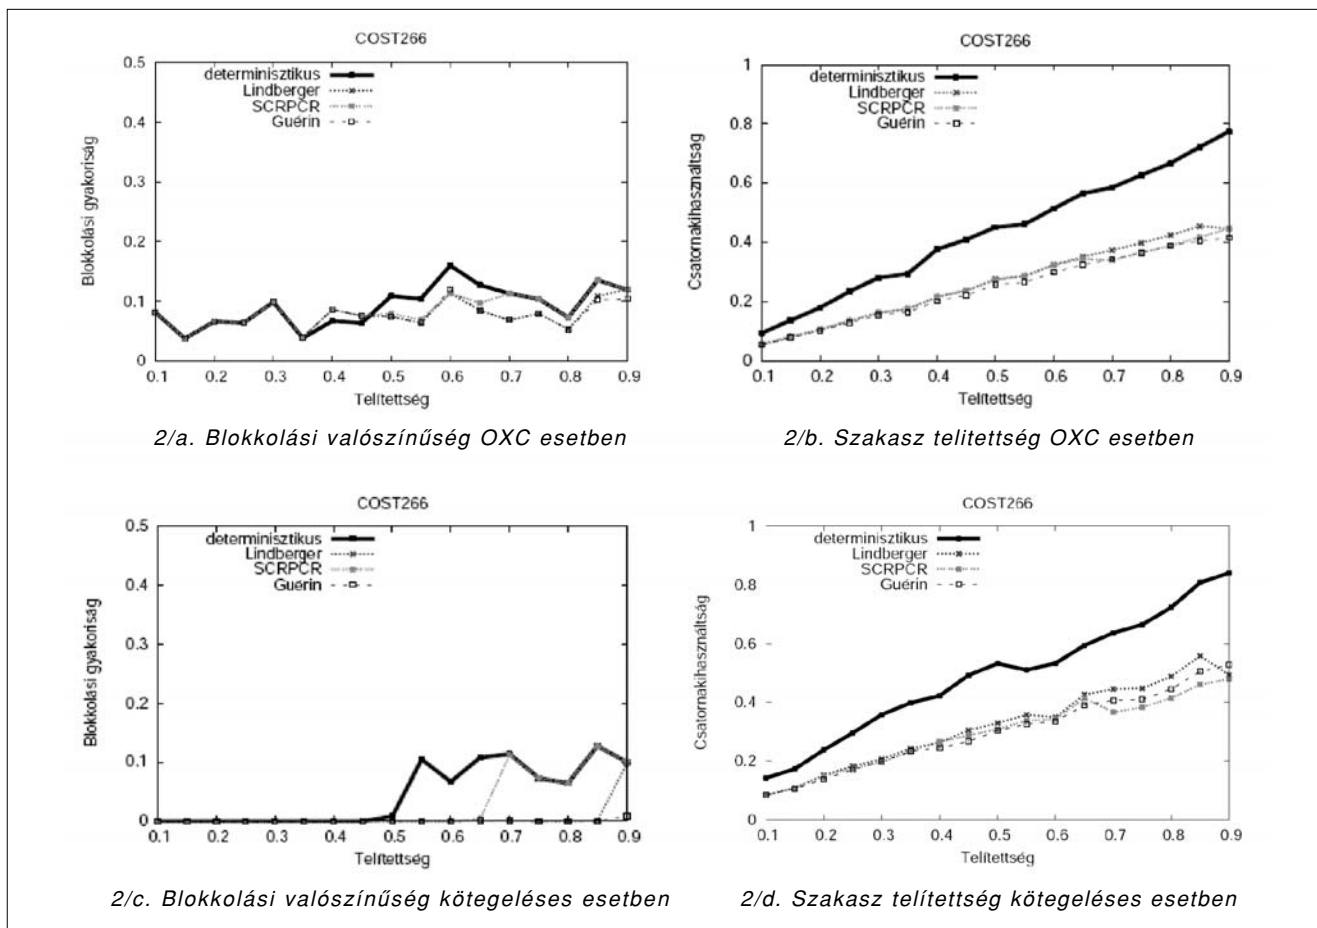 COST266
0.5
0.4
0.3
0.2
0.1
0
determinisztikus
Lindberger
SCRPCR
Guérin
Blokkolási gyakoriság
0.1 0.2 0.3 0.4 0.5 0.6 0.7 0.8 0.9
Telítettség
2/a. Blokkolási valószínűség OXC esetben
COST266
1
0.8
0.6
0.4
0.2
0
determinisztikus
Lindberger
SCRPCR
Guérin
Csatornakihasználtság
0.1 0.2 0.3 0.4 0.5 0.6 0.7 0.8 0.9
Telítettség
2/b. Szakasz telitettség OXC esetben
COST266
0.5
0.4
0.3
0.2
0.1
0
determinisztikus
Lindberger
SCRPCR
Guérin
Blokkolási gyakoriság
0.1 0.2 0.3 0.4 0.5 0.6 0.7 0.8 0.9
Telítettség
2/c. Blokkolási valószínűség kötegeléses esetben
COST266
1
0.8
0.6
0.4
0.2
0
determinisztikus
Lindberger
SCRPCR
Guérin
Csatornakihasználtság
0.1 0.2 0.3 0.4 0.5 0.6 0.7 0.8 0.9
Telítettség
2/d. Szakasz telítettség kötegeléses esetben